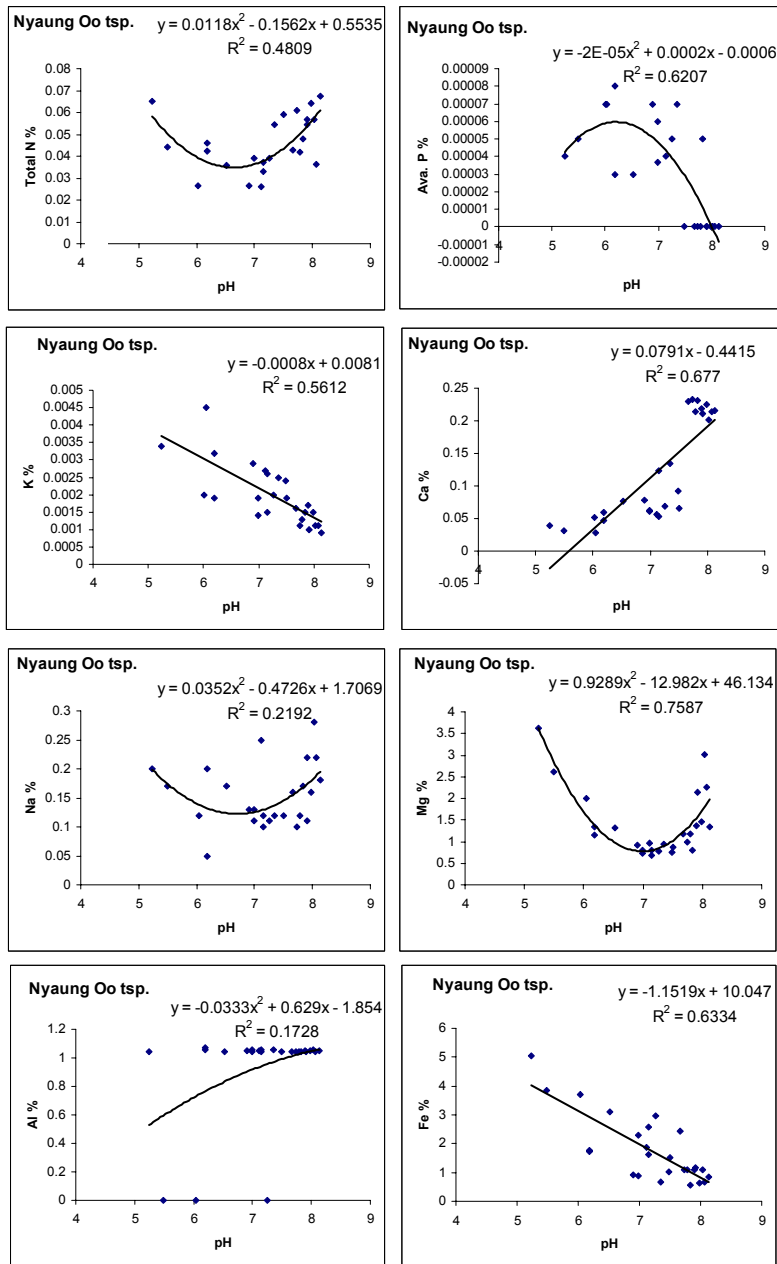 Nyaung Oo tsp.
y = 0.0118x² - 0.1562x + 0.5535
R² = 0.4809
Total N %
0.08
0.07
0.06
0.05
0.04
0.03
0.02
0.01
0
4 5 6 7 8 9
pH
Nyaung Oo tsp.
y = -2E-05x² + 0.0002x - 0.0006
R² = 0.6207
Ava. P %
0.00009
0.00008
0.00007
0.00006
0.00005
0.00004
0.00003
0.00002
0.00001
0
-0.00001
-0.00002
4 5 6 7 8 9
pH
Nyaung Oo tsp.
y = -0.0008x + 0.0081
R² = 0.5612
K %
0.005
0.0045
0.004
0.0035
0.003
0.0025
0.002
0.0015
0.001
0.0005
0
4 5 6 7 8 9
pH
Nyaung Oo tsp.
y = 0.0791x - 0.4415
R² = 0.677
Ca %
0.25
0.2
0.15
0.1
0.05
0
-0.05
4 5 6 7 8 9
pH
Nyaung Oo tsp.
y = 0.0352x² - 0.4726x + 1.7069
R² = 0.2192
Na %
0.3
0.25
0.2
0.15
0.1
0.05
0
4 5 6 7 8 9
pH
Nyaung Oo tsp.
y = 0.9289x² - 12.982x + 46.134
R² = 0.7587
Mg %
4
3.5
3
2.5
2
1.5
1
0.5
0
4 5 6 7 8 9
pH
Nyaung Oo tsp.
y = -0.0333x² + 0.629x - 1.854
R² = 0.1728
Al %
1.2
1
0.8
0.6
0.4
0.2
0
4 5 6 7 8 9
pH
Nyaung Oo tsp.
y = -1.1519x + 10.047
R² = 0.6334
Fe %
6
5
4
3
2
1
0
4 5 6 7 8 9
pH